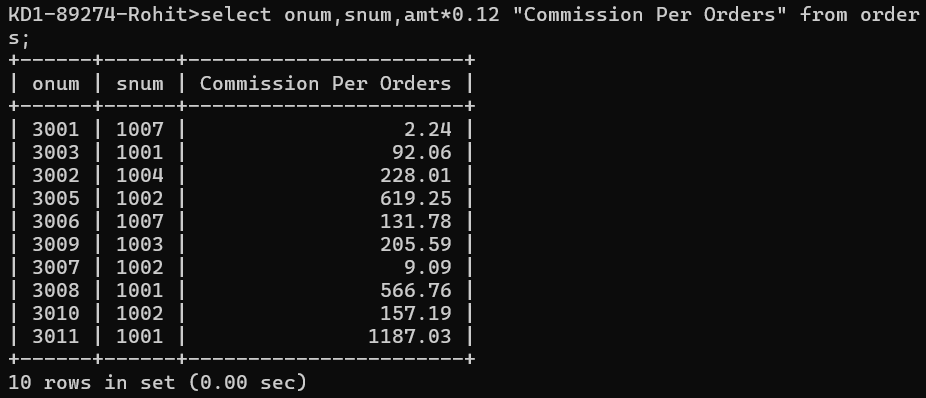 KD1-89274-Rohit>select onum,snum,amt*0.12 "Commission Per Orders" from order
s;
+------+------+-----------------------+
| onum | snum | Commission Per Orders |
+------+------+-----------------------+
| 3001 | 1007 |                  2.24 |
| 3003 | 1001 |                 92.06 |
| 3002 | 1004 |                228.01 |
| 3005 | 1002 |                619.25 |
| 3006 | 1007 |                131.78 |
| 3009 | 1003 |                205.59 |
| 3007 | 1002 |                  9.09 |
| 3008 | 1001 |                566.76 |
| 3010 | 1002 |                157.19 |
| 3011 | 1001 |               1187.03 |
+------+------+-----------------------+
10 rows in set (0.00 sec)